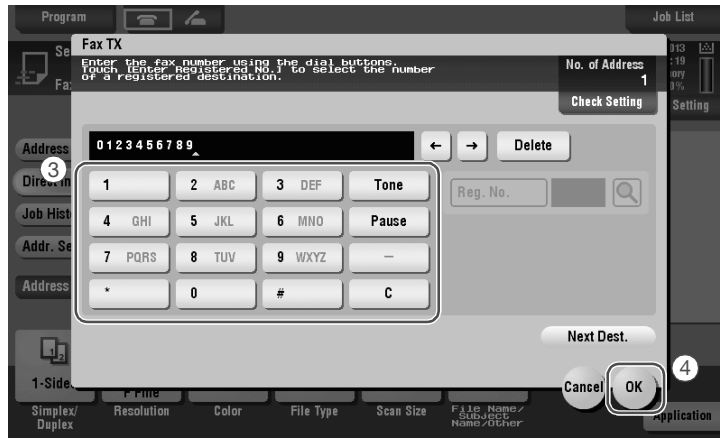 Program
Job List
Fax TX
Enter the fax number using the dial buttons.
Touch [Enter Registered No.] to select the number
of a registered destination.
No. of Address
1
Check Setting
Setting
0123456789
← → Delete
Address
3
1 2 ABC 3 DEF Tone
Reg. No.
4 GHI 5 JKL 6 MNO Pause
7 PQRS 8 TUV 9 WXYZ –
* 0 # C
Job Hist
Addr. Se
Address
Next Dest.
4
Cancel OK
1-Side
Simplex/
Duplex
Resolution
Color
File Type
Scan Size
File Name/
Subject
Name/Other
Application